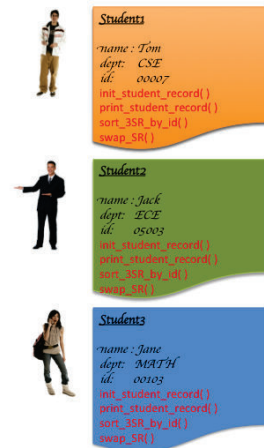 Student1
name : Tom
dept: CSE
id: 00007
init_student_record( )
print_student_record( )
sort_3SR_by_id( )
swap_SR( )
Student2
name : Jack
dept: ECE
id: 05003
init_student_record( )
print_student_record( )
sort_3SR_by_id( )
swap_SR( )
Student3
name : Jane
dept: MATH
id: 00103
init_student_record( )
print_student_record( )
sort_3SR_by_id( )
swap_SR( )